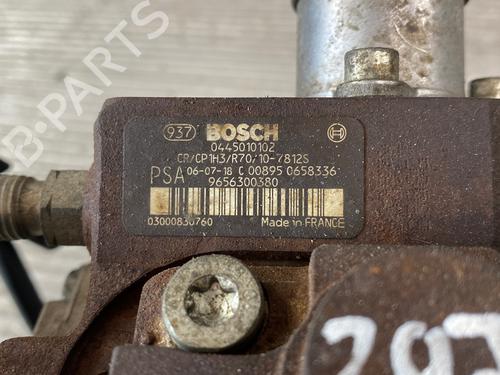 937 BOSCH
0445010102
CR/CP1H3/R70/10-7812S
PSA 06-07-18 C 00895 0658336
9656300380
03000830760 Made in FRANCE
B-PARTS